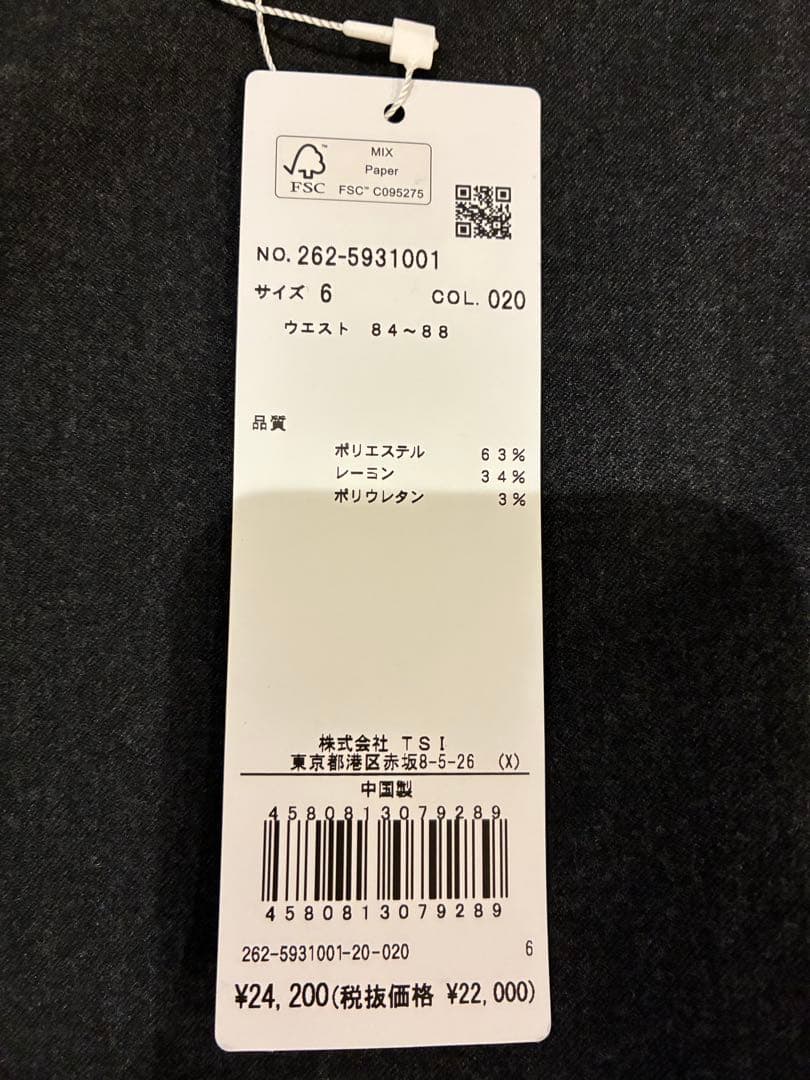 MIX
Paper
FSC™ C095275
FSC
NO. 262-5931001
サイズ 6 COL. 020
ウエスト 84～88
品質
ポリエステル 63%
レーヨン 34%
ポリウレタン 3%
株式会社 TSI
東京都港区赤坂8-5-26 (X)
中国製
4580813079289
4580813079289
262-5931001-20-020 6
¥24,200(税抜価格 ¥22,000)